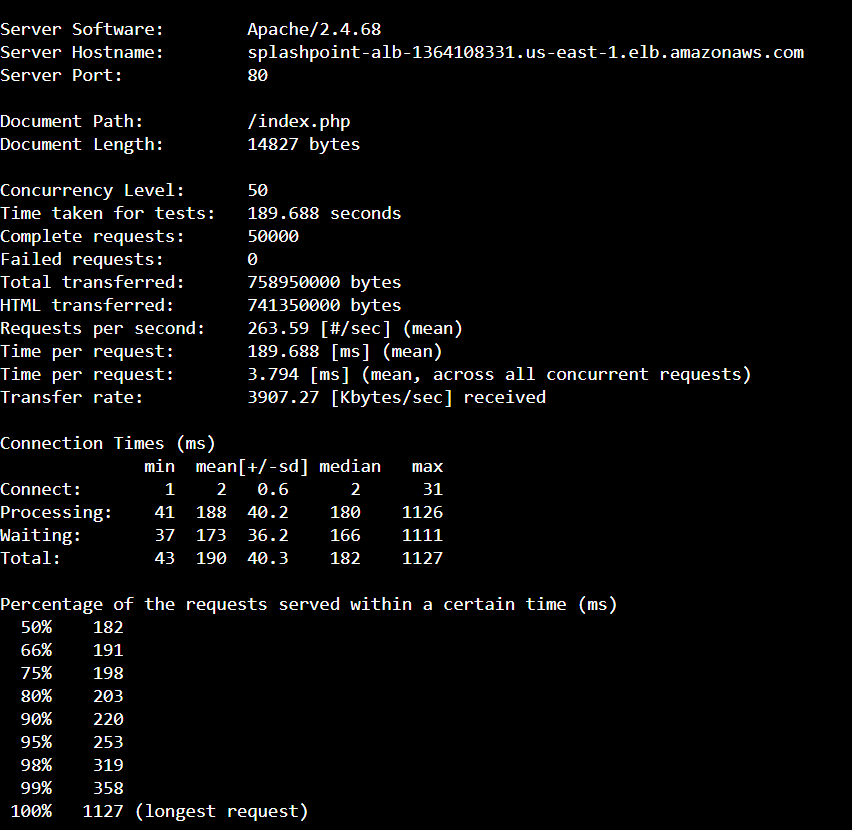 Server Software:        Apache/2.4.68
Server Hostname:        splashpoint-alb-1364108331.us-east-1.elb.amazonaws.com
Server Port:            80
Document Path:          /index.php
Document Length:        14827 bytes
Concurrency Level:      50
Time taken for tests:   189.688 seconds
Complete requests:      50000
Failed requests:        0
Total transferred:      758950000 bytes
HTML transferred:       741350000 bytes
Requests per second:    263.59 [#/sec] (mean)
Time per request:       189.688 [ms] (mean)
Time per request:       3.794 [ms] (mean, across all concurrent requests)
Transfer rate:          3907.27 [Kbytes/sec] received
Connection Times (ms)
              min  mean[+/-sd] median   max
Connect:        1    2   0.6      2      31
Processing:    41  188  40.2    180    1126
Waiting:       37  173  36.2    166    1111
Total:         43  190  40.3    182    1127
Percentage of the requests served within a certain time (ms)
  50%    182
  66%    191
  75%    198
  80%    203
  90%    220
  95%    253
  98%    319
  99%    358
 100%   1127 (longest request)